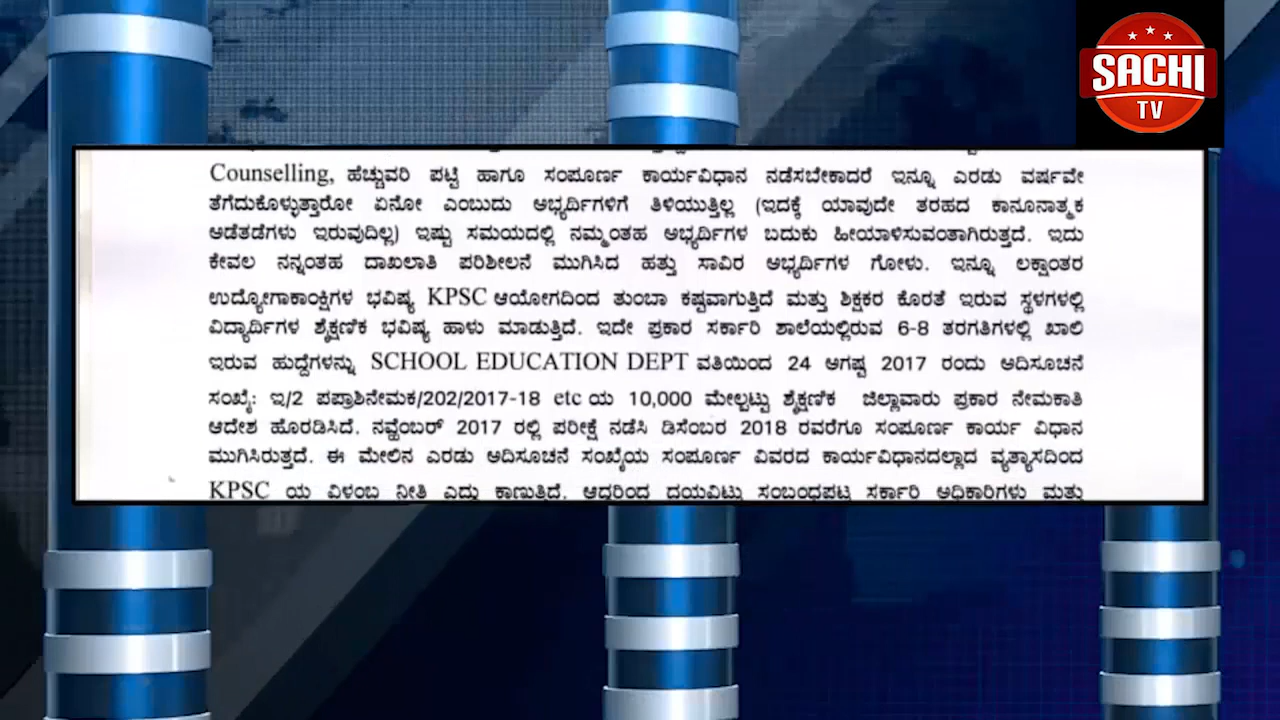 SACHI
TV
Counselling, ಹೆಚ್ಚುವರಿ ಪಟ್ಟಿ ಹಾಗೂ ಸಂಪೂರ್ಣ ಕಾರ್ಯವಿಧಾನ ನಡೆಸಬೇಕಾದರೆ ಇನ್ನೂ ಎರಡು ವರ್ಷವೇ
ತೆಗೆದುಕೊಳ್ಳುತ್ತಾರೋ ಏನೋ ಎಂಬುದು ಅಭ್ಯರ್ಥಿಗಳಿಗೆ ತಿಳಿಯುತ್ತಿಲ್ಲ (ಇದಕ್ಕೆ ಯಾವುದೇ ತರಹದ ಕಾನೂನಾತ್ಮಕ
ಅಡೆತಡೆಗಳು ಇರುವುದಿಲ್ಲ) ಇಷ್ಟು ಸಮಯದಲ್ಲಿ ನಮ್ಮಂತಹ ಅಭ್ಯರ್ಥಿಗಳ ಬದುಕು ಹೀಯಾಳಿಸುವಂತಾಗಿರುತ್ತದೆ. ಇದು
ಕೇವಲ ನನ್ನಂತಹ ದಾಖಲಾತಿ ಪರಿಶೀಲನೆ ಮುಗಿಸಿದ ಹತ್ತು ಸಾವಿರ ಅಭ್ಯರ್ಥಿಗಳ ಗೋಳು. ಇನ್ನೂ ಲಕ್ಷಾಂತರ
ಉದ್ಯೋಗಾಕಾಂಕ್ಷಿಗಳ ಭವಿಷ್ಯ KPSC ಆಯೋಗದಿಂದ ತುಂಬಾ ಕಷ್ಟವಾಗುತ್ತಿದೆ ಮತ್ತು ಶಿಕ್ಷಕರ ಕೊರತೆ ಇರುವ ಸ್ಥಳಗಳಲ್ಲಿ
ವಿದ್ಯಾರ್ಥಿಗಳ ಶೈಕ್ಷಣಿಕ ಭವಿಷ್ಯ ಹಾಳು ಮಾಡುತ್ತಿದೆ. ಇದೇ ಪ್ರಕಾರ ಸರ್ಕಾರಿ ಶಾಲೆಯಲ್ಲಿರುವ 6-8 ತರಗತಿಗಳಲ್ಲಿ ಖಾಲಿ
ಇರುವ ಹುದ್ದೆಗಳನ್ನು SCHOOL EDUCATION DEPT ವತಿಯಿಂದ 24 ಆಗಷ್ಟ 2017 ರಂದು ಅದಿಸೂಚನೆ
ಸಂಖ್ಯೆ: ಇ/2 ಪಪ್ರಾಶಿನೇಮಕ/202/2017-18 etc ಯ 10,000 ಮೇಲ್ಪಟ್ಟು ಶೈಕ್ಷಣಿಕ ಜಿಲ್ಲಾವಾರು ಪ್ರಕಾರ ನೇಮಕಾತಿ
ಆದೇಶ ಹೊರಡಿಸಿದೆ. ನವ್ಹೆಂಬರ್ 2017 ರಲ್ಲಿ ಪರೀಕ್ಷೆ ನಡೆಸಿ ಡಿಸೆಂಬರ 2018 ರವರೆಗೂ ಸಂಪೂರ್ಣ ಕಾರ್ಯ ವಿಧಾನ
ಮುಗಿಸಿರುತ್ತದೆ. ಈ ಮೇಲಿನ ಎರಡು ಅದಿಸೂಚನೆ ಸಂಖ್ಯೆಯ ಸಂಪೂರ್ಣ ವಿವರದ ಕಾರ್ಯವಿಧಾನದಲ್ಲಾದ ವ್ಯತ್ಯಾಸದಿಂದ
KPSC ಯ ವಿಳಂಬ ನೀತಿ ಎದ್ದು ಕಾಣುತ್ತಿದೆ. ಆದ್ದರಿಂದ ದಯವಿಟ್ಟು ಸಂಬಂಧಪಟ್ಟ ಸರ್ಕಾರಿ ಅಧಿಕಾರಿಗಳು ಮತ್ತು